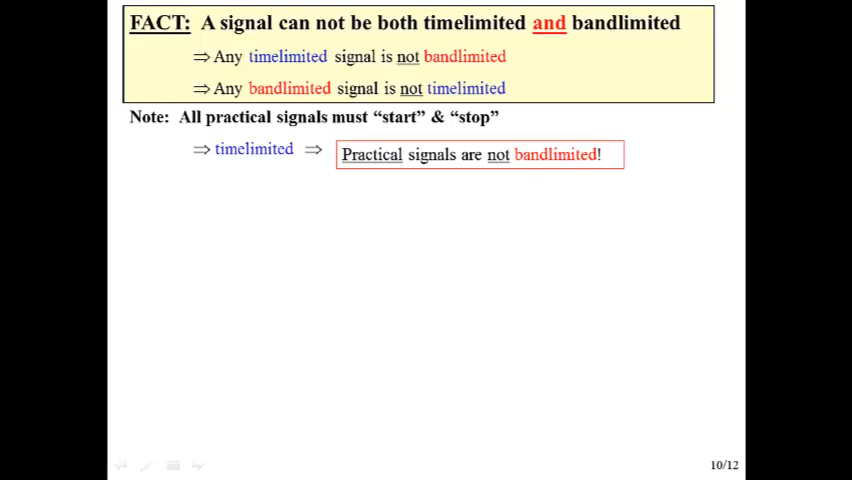 FACT: A signal can not be both timelimited and bandlimited
⇒ Any timelimited signal is not bandlimited
⇒ Any bandlimited signal is not timelimited
Note: All practical signals must “start” & “stop”
⇒ timelimited ⇒ Practical signals are not bandlimited!
10/12